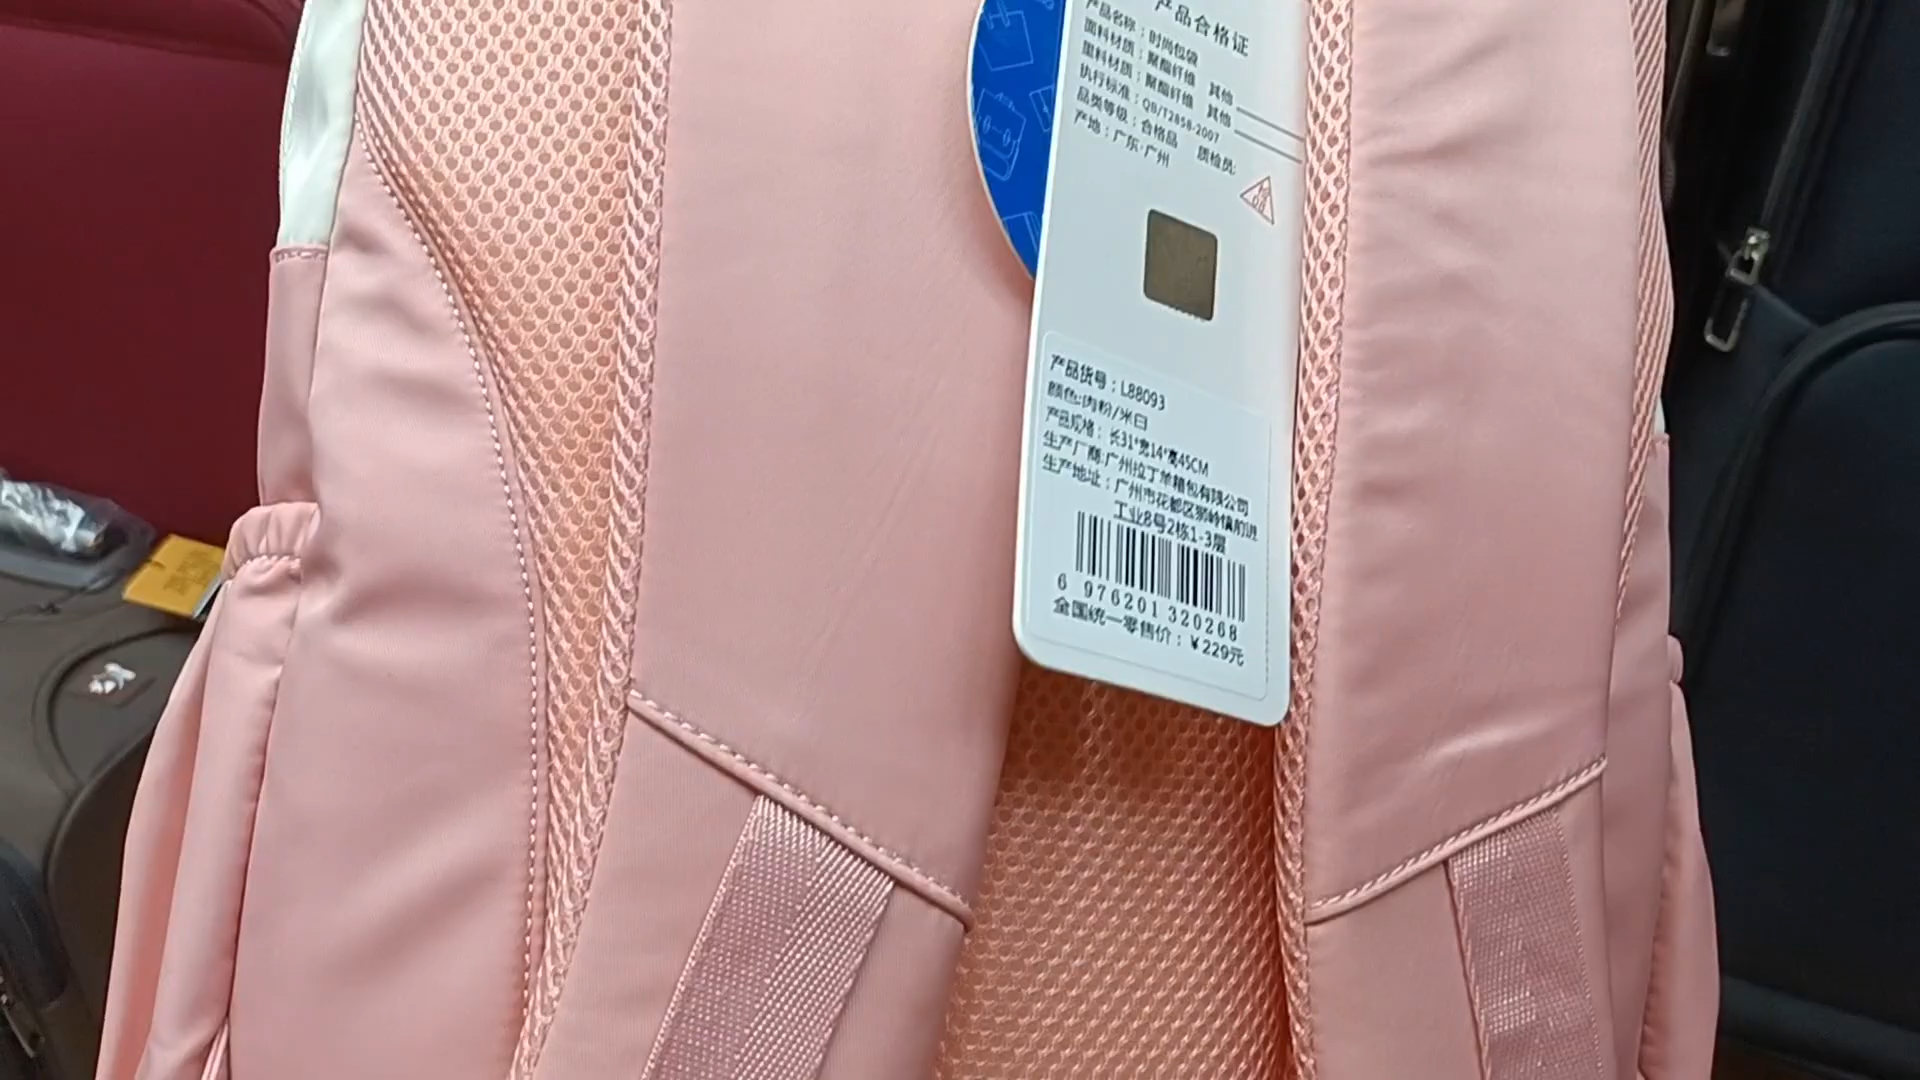 产品合格证
产品名称：时尚包袋
面料材质：聚酯纤维 其他
里料材质：聚酯纤维 其他
执行标准：QB/T2858-2007
品类等级：合格品 质检员:
产地：广东·广州
产品货号：L88093
颜色:肉粉/米白
产品规格：长31*宽14*高45CM
生产厂商:广州拉丁羊箱包有限公司
生产地址：广州市花都区狮岭镇前进
工业8号2栋1-3层
6 976201 320268
全国统一零售价：￥229元